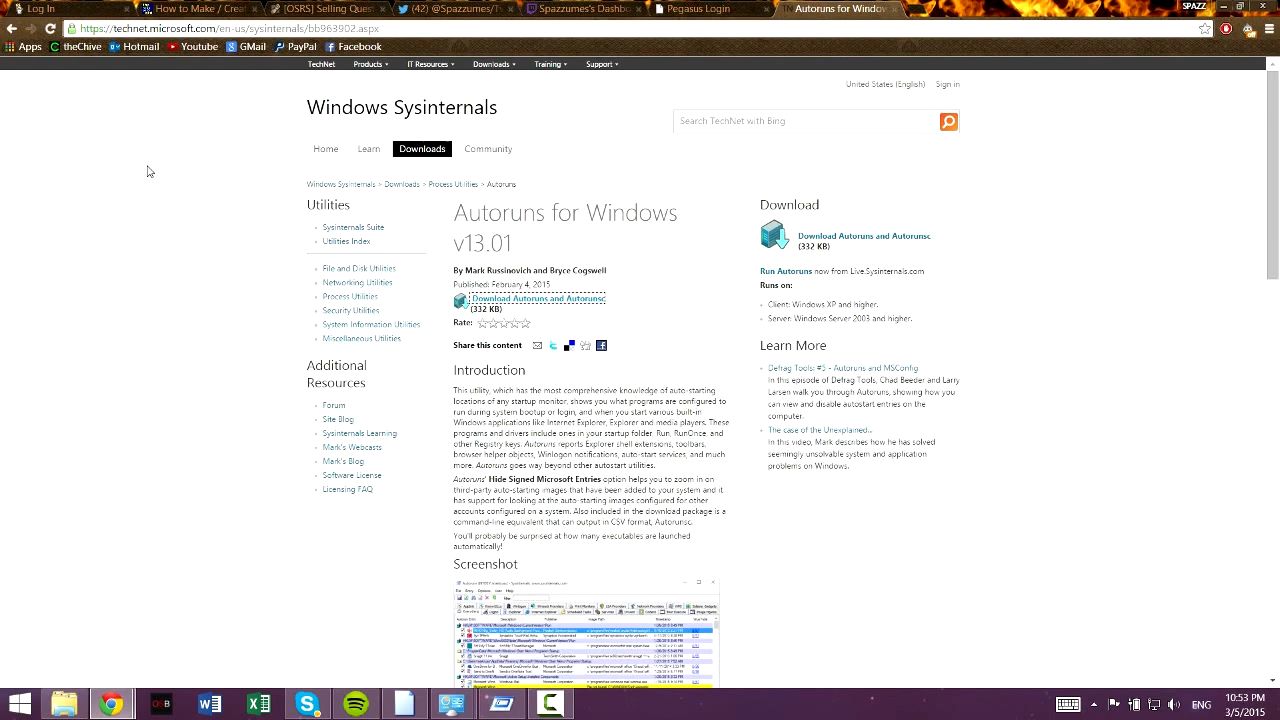 Log In
How to Make / Creat
[OSRS] Selling Quest
(42) @Spazzum
Spazzumes's Dashbo
Pegasus Login
Autoruns for Window
SPAZZ
https://technet.microsoft.com/en-us/sysinternals/bb963902.aspx
Apps
theChive
Hotmail
YouTube
GMail
PayPal
Facebook
TechNet
Products
IT Resources
Downloads
Training
Support
United States (English)
Sign in
Windows Sysinternals
Search TechNet with Bing
Home
Learn
Downloads
Community
Windows Sysinternals > Downloads > Process Utilities > Autoruns
Utilities
Sysinternals Suite
Utilities Index
File and Disk Utilities
Networking Utilities
Process Utilities
Security Utilities
System Information Utilities
Miscellaneous Utilities
Additional
Resources
Forum
Site Blog
Sysinternals Learning
Mark's Webcasts
Mark's Blog
Software License
Licensing FAQ
Autoruns for Windows
v13.01
By Mark Russinovich and Bryce Cogswell
Published: February 4, 2015
Download Autoruns and Autorunsc
(332 KB)
Rate:
Share this content
Introduction
This utility, which has the most comprehensive knowledge of auto-starting
locations of any startup monitor, shows you what programs are configured to
run during system bootup or login, and when you start various built-in
Windows applications like Internet Explorer, Explorer and media players. These
programs and drivers include ones in your startup folder, Run, RunOnce, and
other Registry keys. Autoruns reports Explorer shell extensions, toolbars,
browser helper objects, Winlogon notifications, auto-start services, and much
more. Autoruns goes way beyond other autostart utilities.
Autoruns' Hide Signed Microsoft Entries option helps you to zoom in on
third-party auto-starting images that have been added to your system and it
has support for looking at the auto-starting images configured for other
accounts configured on a system. Also included in the download package is a
command-line equivalent that can output in CSV format, Autorunsc.
You'll probably be surprised at how many executables are launched
automatically!
Screenshot
Download
Download Autoruns and Autorunsc
(332 KB)
Run Autoruns now from Live.Sysinternals.com
Runs on:
Client: Windows XP and higher.
Server: Windows Server 2003 and higher.
Learn More
Defrag Tools: #5 - Autoruns and MSConfig
In this episode of Defrag Tools, Chad Beeder and Larry
Larsen walk you through Autoruns, showing how you
can view and disable autostart entries on the
computer.
The case of the Unexplained...
In this video, Mark describes how he has solved
seemingly unsolvable system and application
problems on Windows.
ENG
7:38 PM
3/5/2015